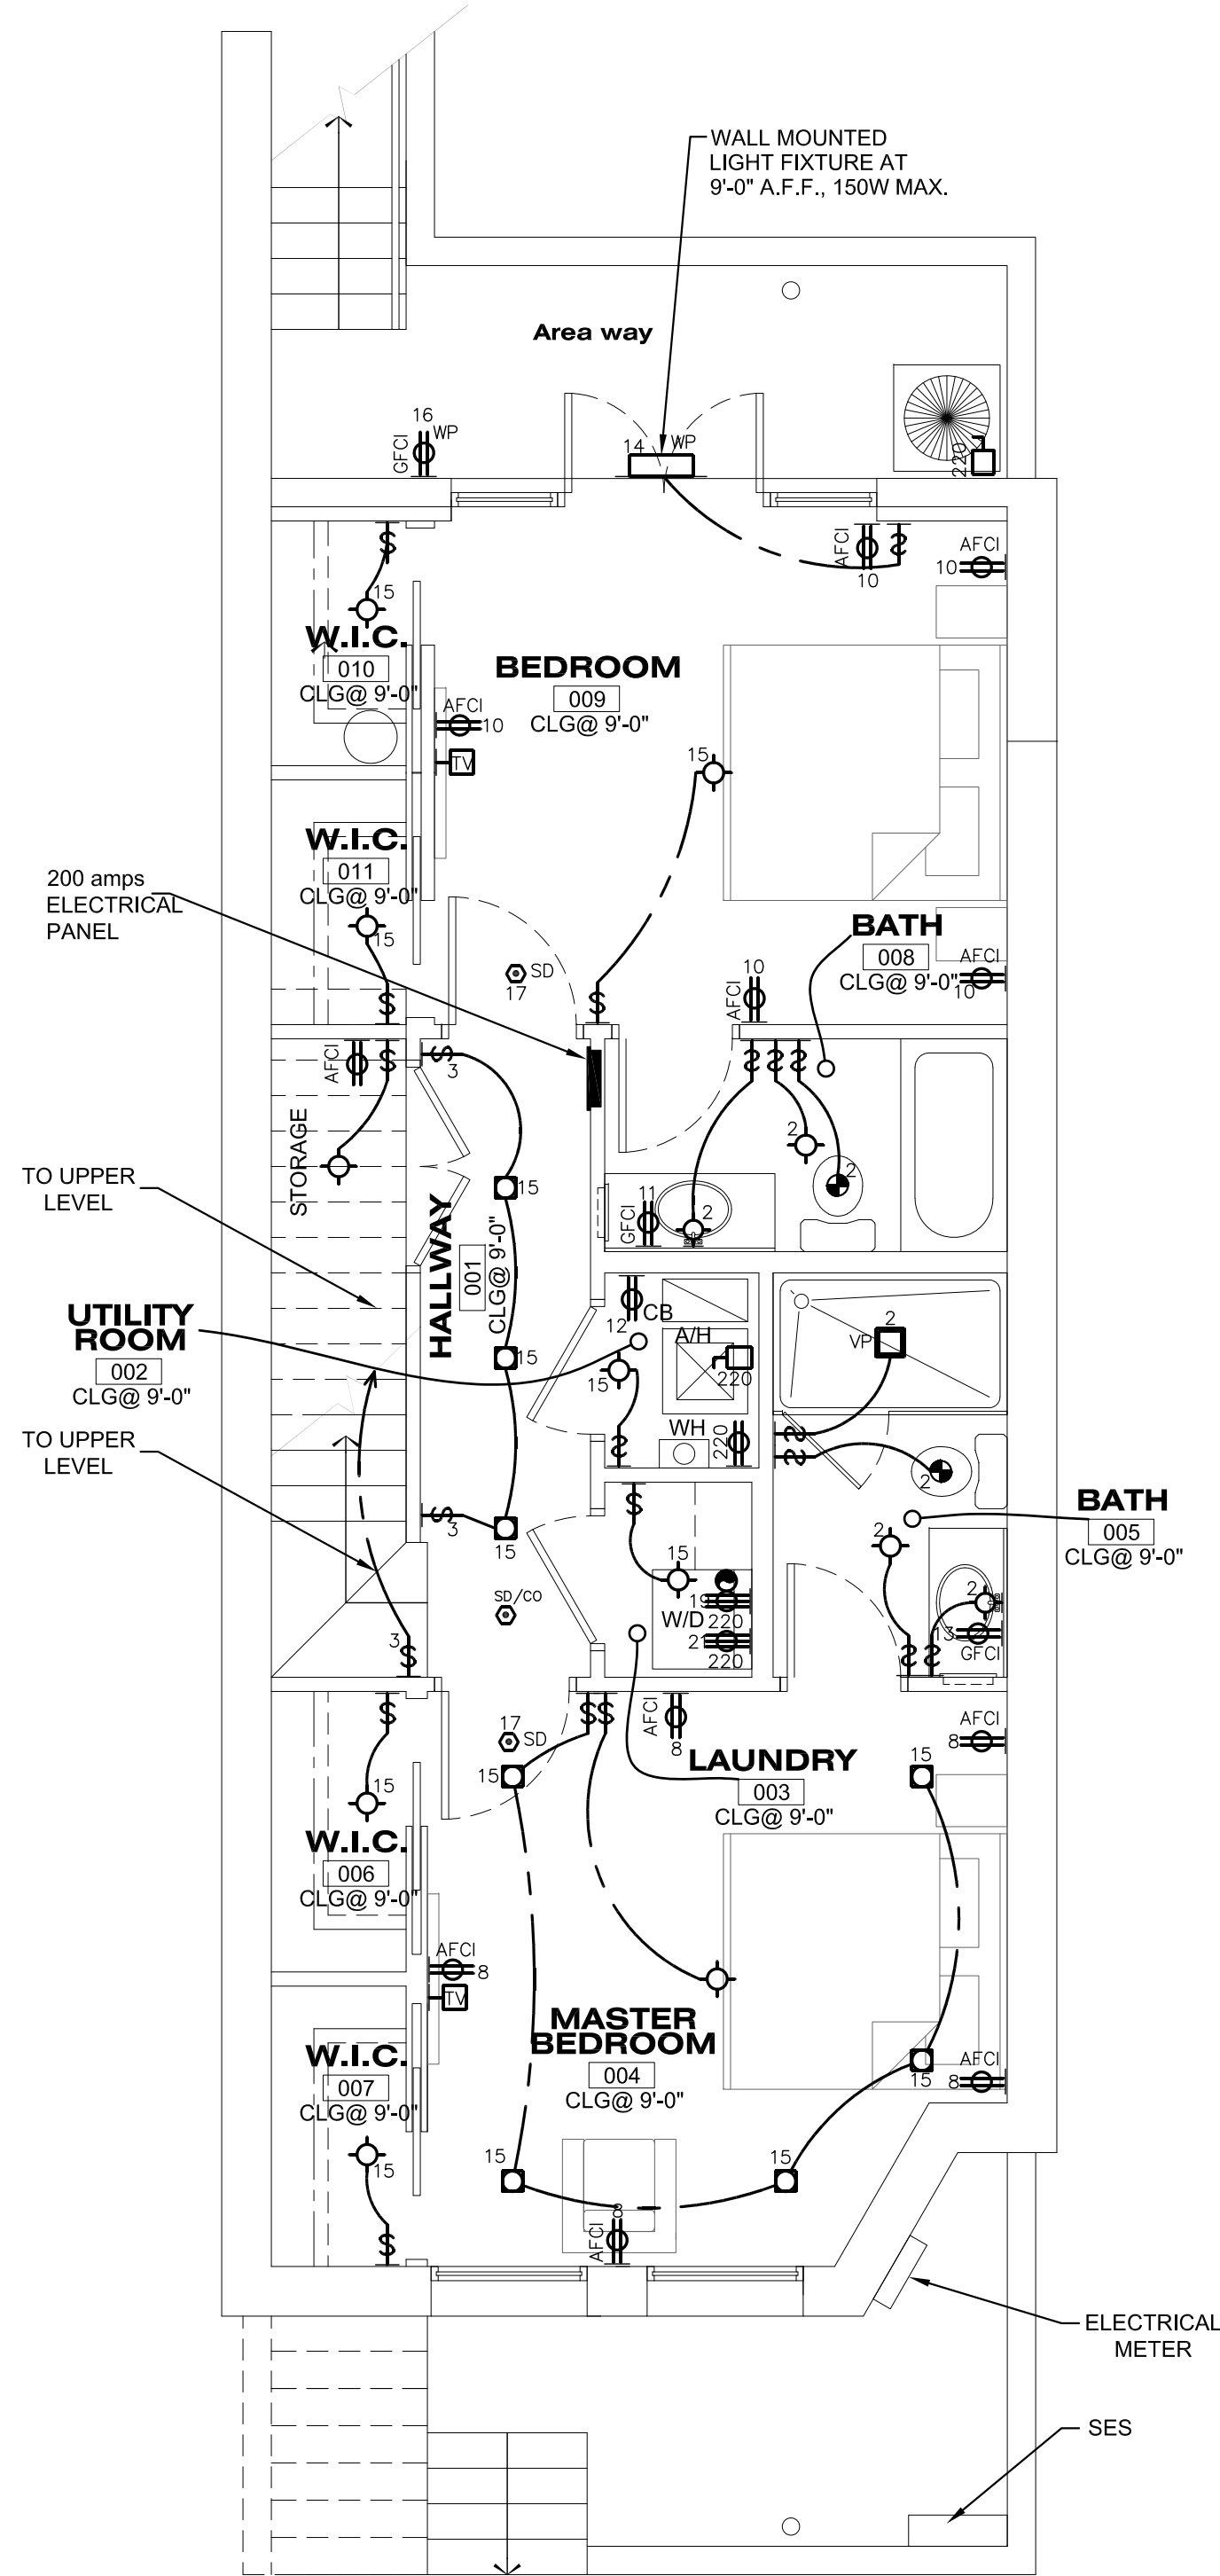 WALL MOUNTED
LIGHT FIXTURE AT
9'-0" A.F.F., 150W MAX.
Area way
16
WP
GFCI
14
WP
220
AFCI
10
AFCI
10
15
W.I.C.
010
CLG@ 9'-0"
BEDROOM
009
CLG@ 9'-0"
AFCI
10
TV
15
W.I.C.
011
CLG@ 9'-0"
15
200 amps
ELECTRICAL
PANEL
BATH
008
CLG@ 9'-0"
AFCI
10
SD
17
10
AFCI
AFCI
3
STORAGE
TO UPPER
LEVEL
HALLWAY
001
CLG@ 9'-0"
15
2
2
11
GFCI
2
UTILITY
ROOM
002
CLG@ 9'-0"
12
CB
A/H
15
15
220
2
VP
WH
220
TO UPPER
LEVEL
3
15
2
BATH
005
CLG@ 9'-0"
2
15
SD/CO
19
220
W/D
21
220
2
13
GFCI
3
17
SD
AFCI
8
AFCI
8
15
15
LAUNDRY
003
CLG@ 9'-0"
15
W.I.C.
006
CLG@ 9'-0"
AFCI
8
TV
MASTER
BEDROOM
004
CLG@ 9'-0"
W.I.C.
007
CLG@ 9'-0"
15
AFCI
8
15
15
15
8
AFCI
ELECTRICAL
METER
SES